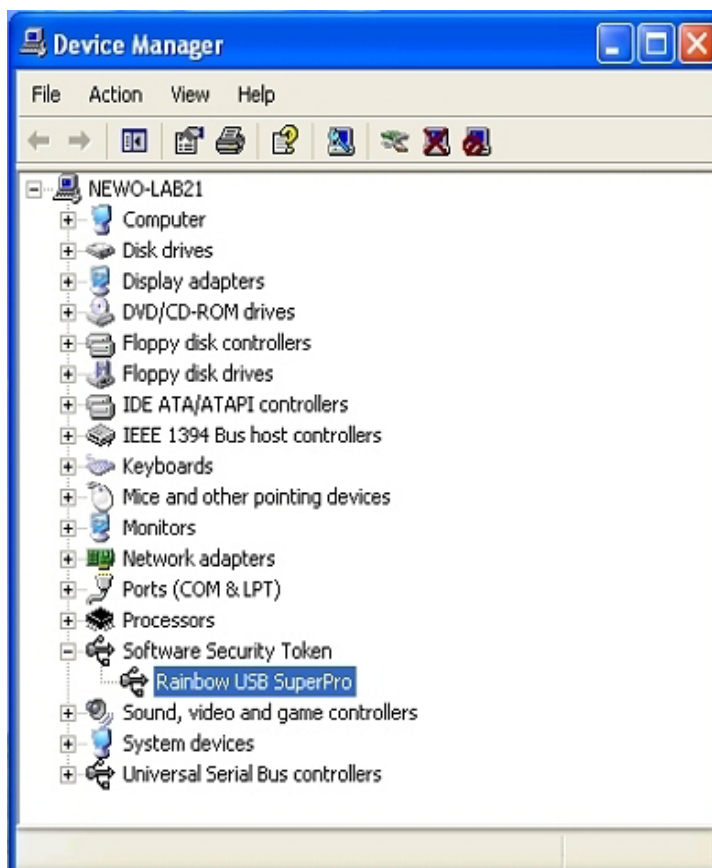 Device Manager
File Action View Help
NEWO-LAB21
Computer
Disk drives
Display adapters
DVD/CD-ROM drives
Floppy disk controllers
Floppy disk drives
IDE ATA/ATAPI controllers
IEEE 1394 Bus host controllers
Keyboards
Mice and other pointing devices
Monitors
Network adapters
Ports (COM & LPT)
Processors
Software Security Token
Rainbow USB SuperPro
Sound, video and game controllers
System devices
Universal Serial Bus controllers